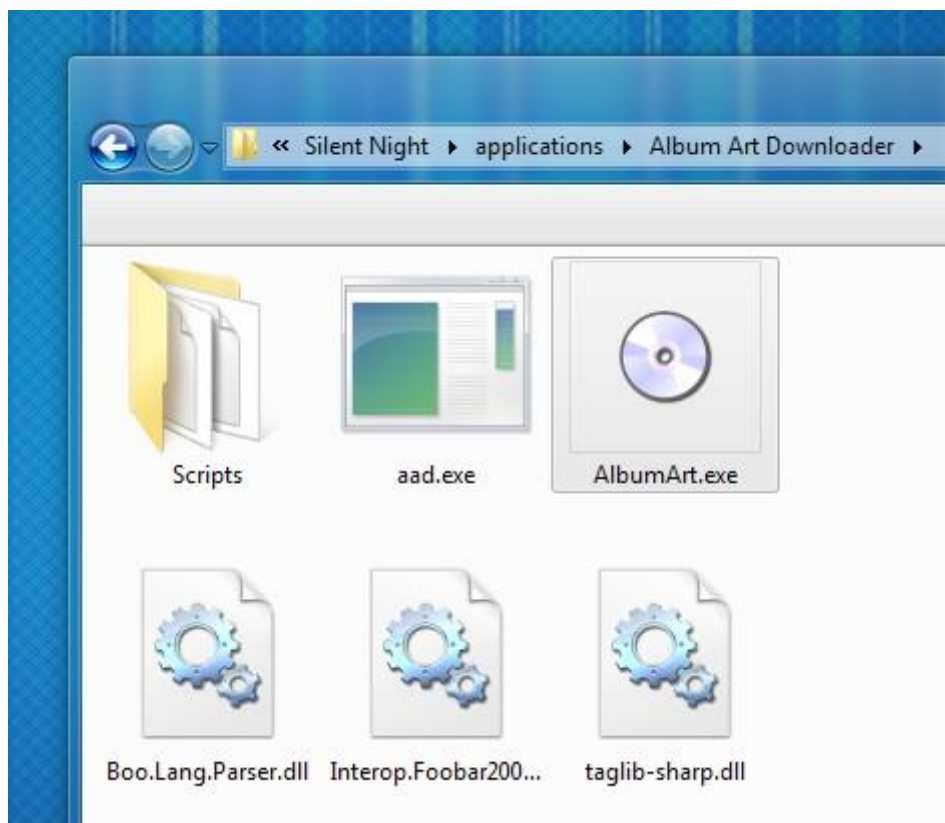 « Silent Night ▸ applications ▸ Album Art Downloader ▸
Scripts aad.exe AlbumArt.exe
Boo.Lang.Parser.dll Interop.Foobar200... taglib-sharp.dll